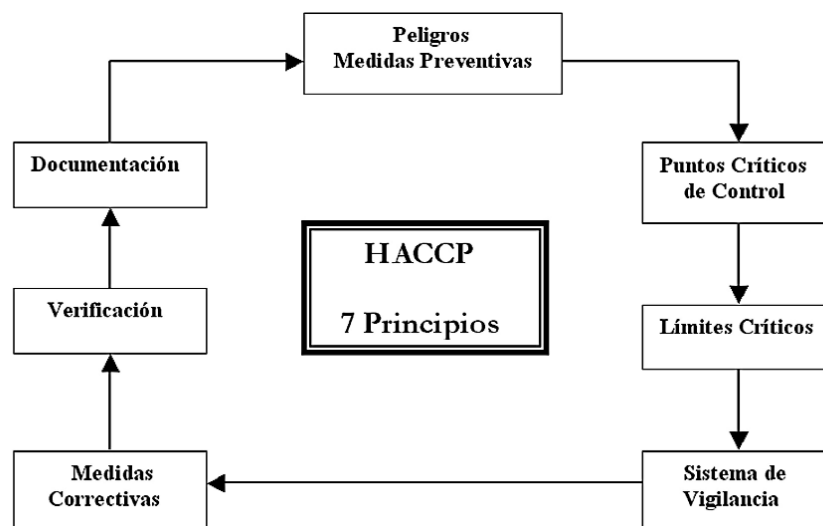 Peligros
Medidas Preventivas
Documentación
Puntos Críticos
de Control
HACCP
7 Principios
Verificación
Límites Críticos
Medidas
Correctivas
Sistema de
Vigilancia